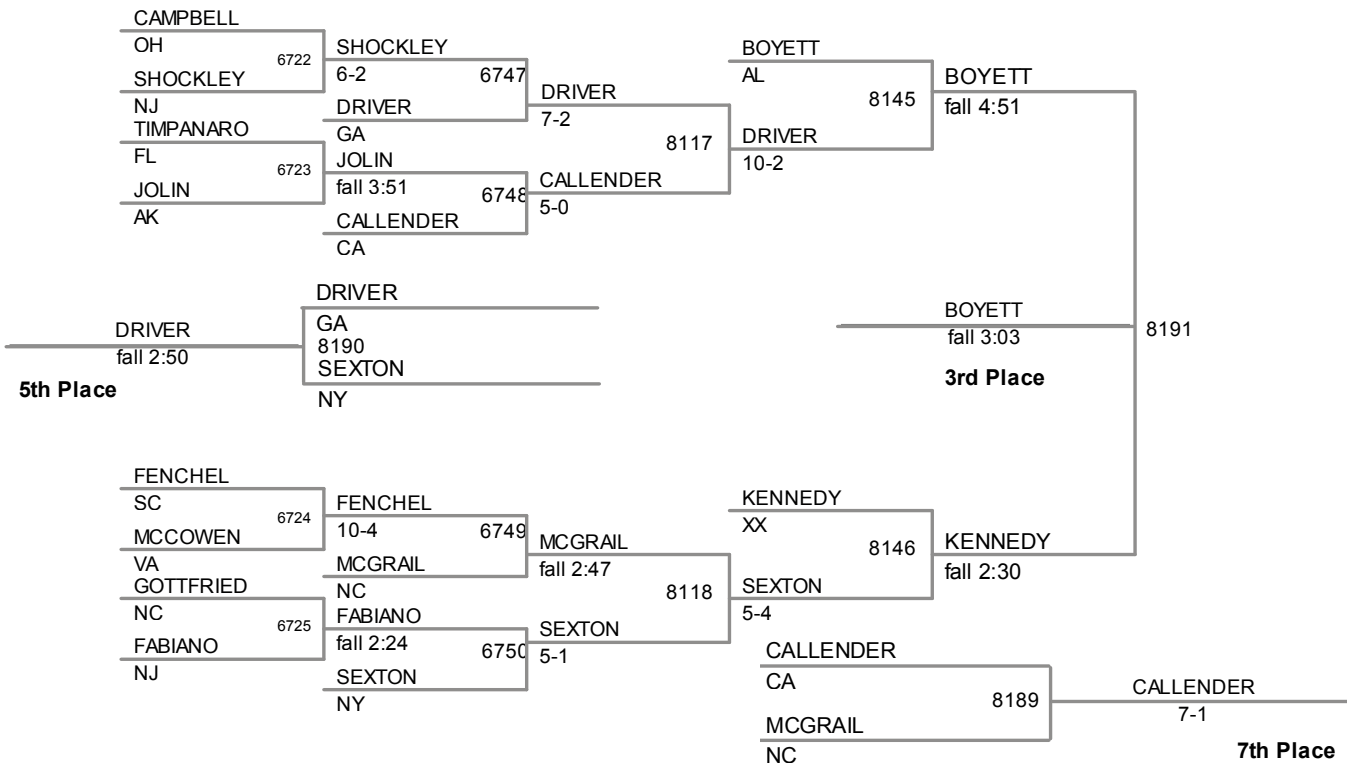 CAMPBELL
OH
6722
SHOCKLEY
NJ
SHOCKLEY
6-2
6747
DRIVER
GA
TIMPANARO
FL
6723
JOLIN
AK
JOLIN
fall 3:51
6748
CALLENDER
CA
DRIVER
7-2
8117
CALLENDER
5-0
BOYETT
AL
8145
DRIVER
10-2
BOYETT
fall 4:51
DRIVER
fall 2:50
5th Place
DRIVER
GA
8190
SEXTON
NY
BOYETT
fall 3:03
3rd Place
8191
FENCHEL
SC
6724
MCCOWEN
VA
FENCHEL
10-4
6749
MCGRAIL
NC
GOTTFRIED
NC
6725
FABIANO
NJ
FABIANO
fall 2:24
6750
SEXTON
NY
MCGRAIL
fall 2:47
8118
SEXTON
5-1
KENNEDY
XX
8146
SEXTON
5-4
KENNEDY
fall 2:30
CALLENDER
CA
8189
MCGRAIL
NC
CALLENDER
7-1
7th Place